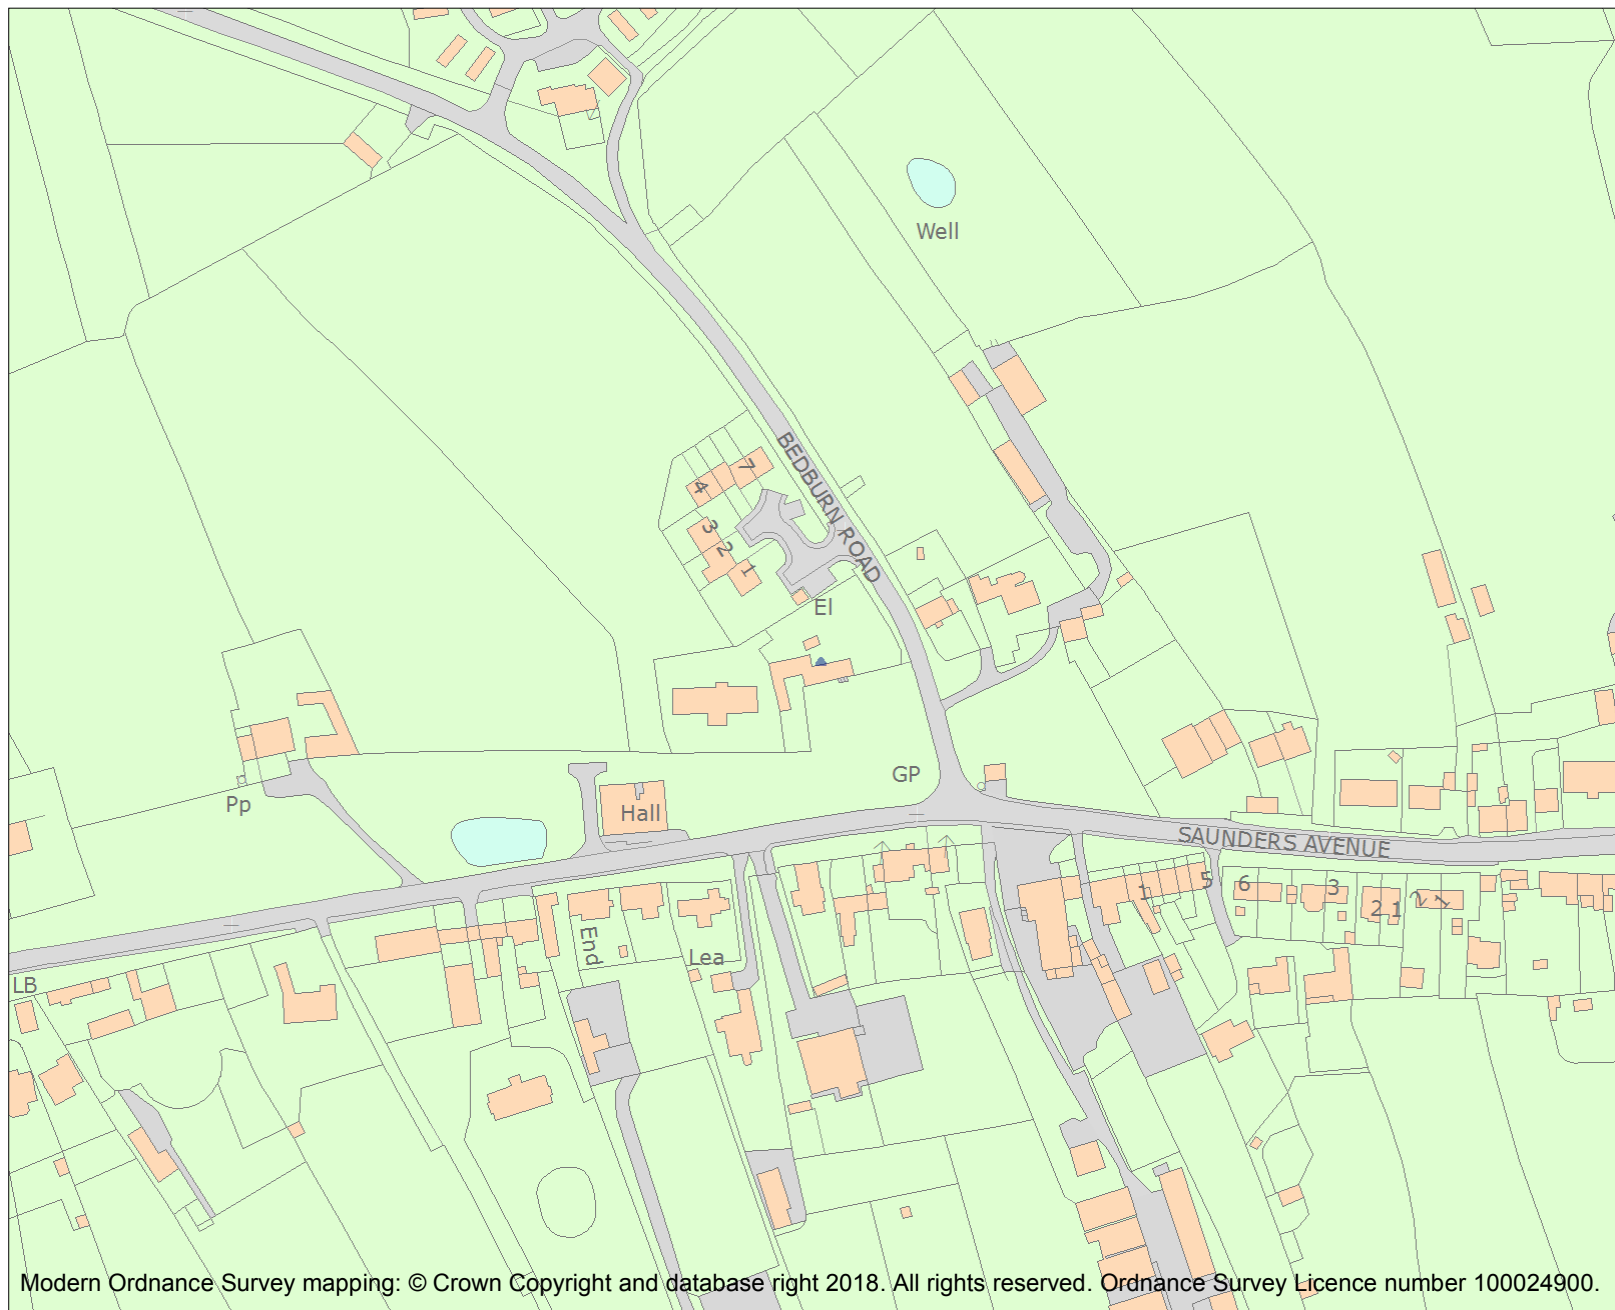 Well
BEDBURN ROAD
7
4
3
2
1
El
GP
Hall
Pp
SAUNDERS AVENUE
1
5
6
3
2
1
2
1
End
Lea
LB
Modern Ordnance Survey mapping: © Crown Copyright and database right 2018. All rights reserved. Ordnance Survey Licence number 100024900.